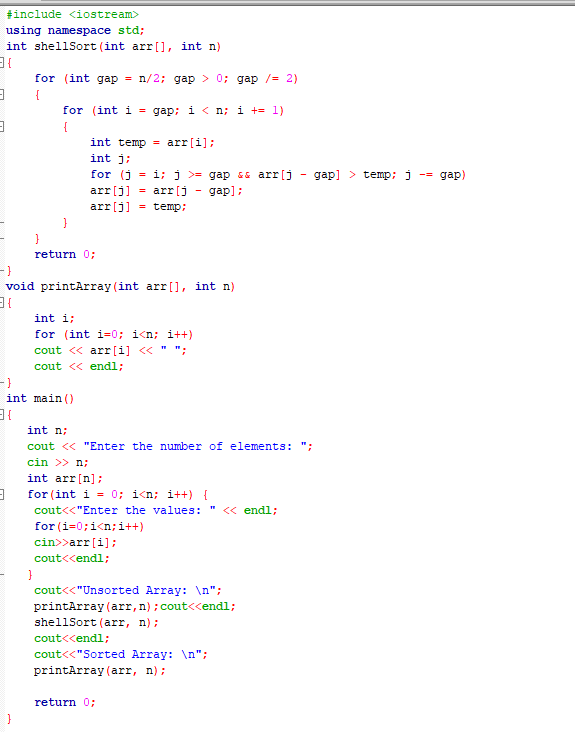 #include <iostream>
using namespace std;
int shellSort(int arr[], int n)
{
    for (int gap = n/2; gap > 0; gap /= 2)
    {
        for (int i = gap; i < n; i += 1)
        {
            int temp = arr[i];
            int j;
            for (j = i; j >= gap && arr[j - gap] > temp; j -= gap)
            arr[j] = arr[j - gap];
            arr[j] = temp;
        }
    }
    return 0;
}
void printArray(int arr[], int n)
{
    int i;
    for (int i=0; i<n; i++)
    cout << arr[i] << " ";
    cout << endl;
}
int main()
{
   int n;
   cout << "Enter the number of elements: ";
   cin >> n;
   int arr[n];
   for(int i = 0; i<n; i++) {
    cout<<"Enter the values: " << endl;
    for(i=0;i<n;i++)
    cin>>arr[i];
    cout<<endl;
   }
    cout<<"Unsorted Array: \n";
    printArray(arr,n);cout<<endl;
    shellSort(arr, n);
    cout<<endl;
    cout<<"Sorted Array: \n";
    printArray(arr, n);

    return 0;
}